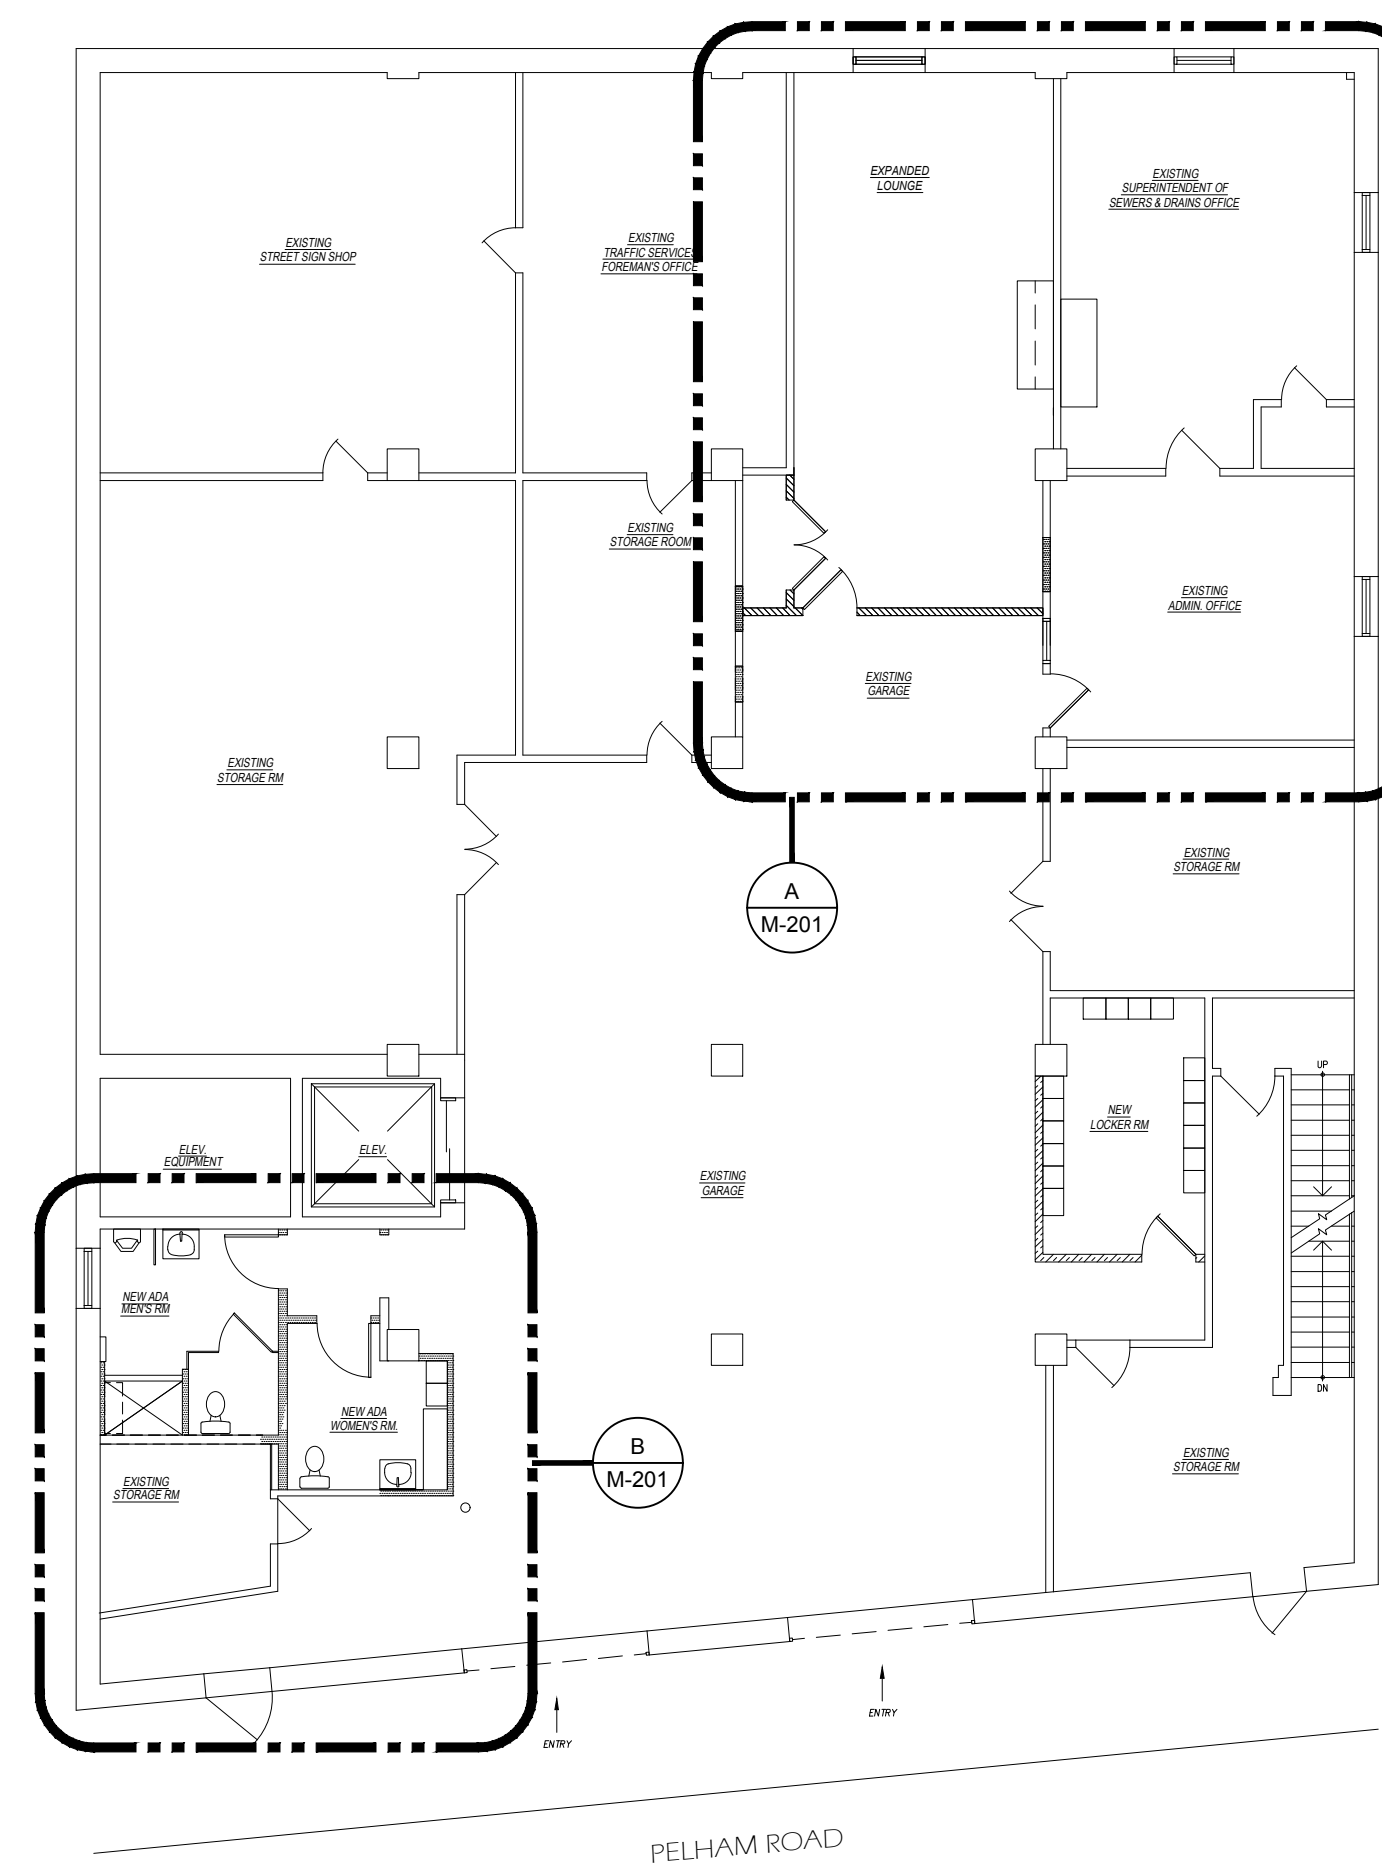 EXPANDED
LOUNGE
EXISTING
SUPERINTENDENT OF
SEWERS & DRAINS OFFICE
EXISTING
STREET SIGN SHOP
EXISTING
TRAFFIC SERVICES
FOREMAN'S OFFICE
EXISTING
STORAGE ROOM
EXISTING
ADMIN. OFFICE
EXISTING
GARAGE
EXISTING
STORAGE RM
EXISTING
STORAGE RM
A
M-201
UP
NEW
LOCKER RM
ELEV.
EQUIPMENT
ELEV.
EXISTING
GARAGE
NEW ADA
MEN'S RM
DN
NEW ADA
WOMEN'S RM.
B
M-201
EXISTING
STORAGE RM
EXISTING
STORAGE RM
ENTRY
ENTRY
PELHAM ROAD